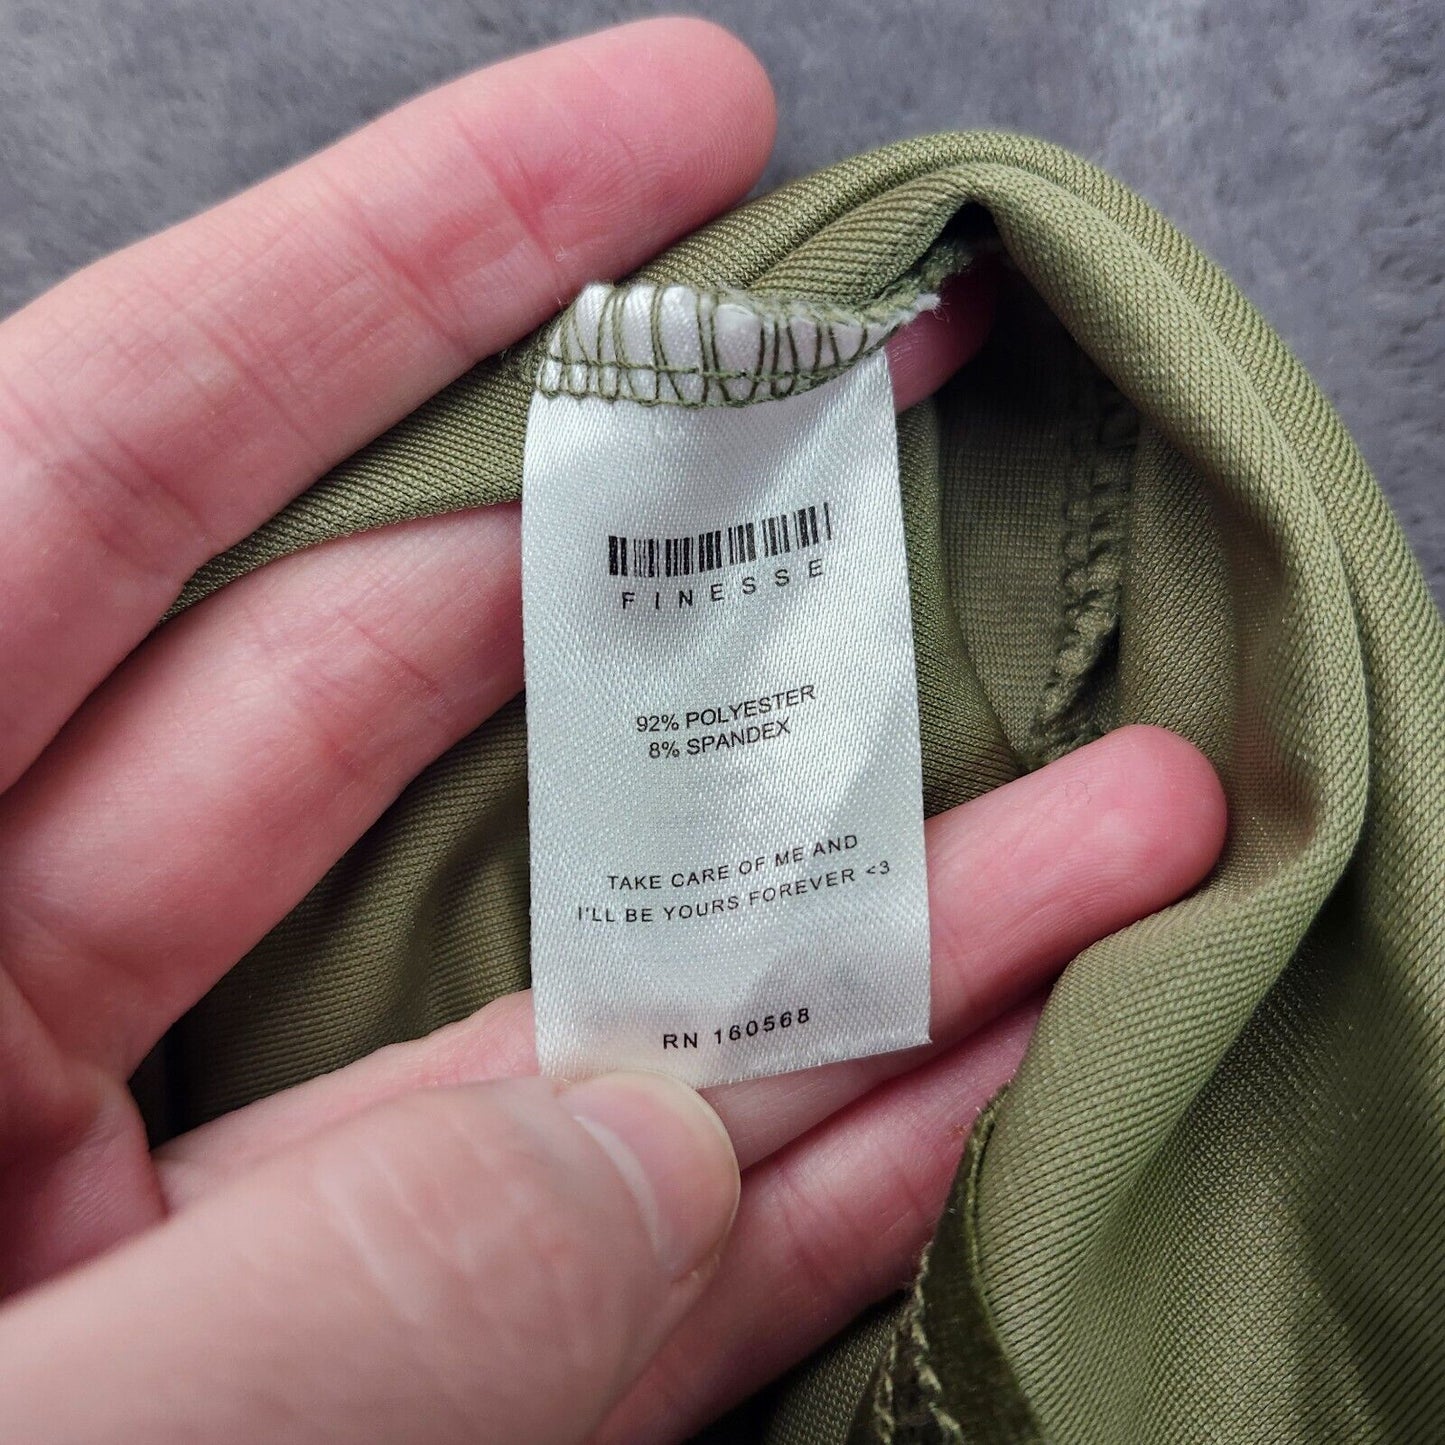 FINESSE
92% POLYESTER
8% SPANDEX
TAKE CARE OF ME AND
I'LL BE YOURS FOREVER <3
RN 160568